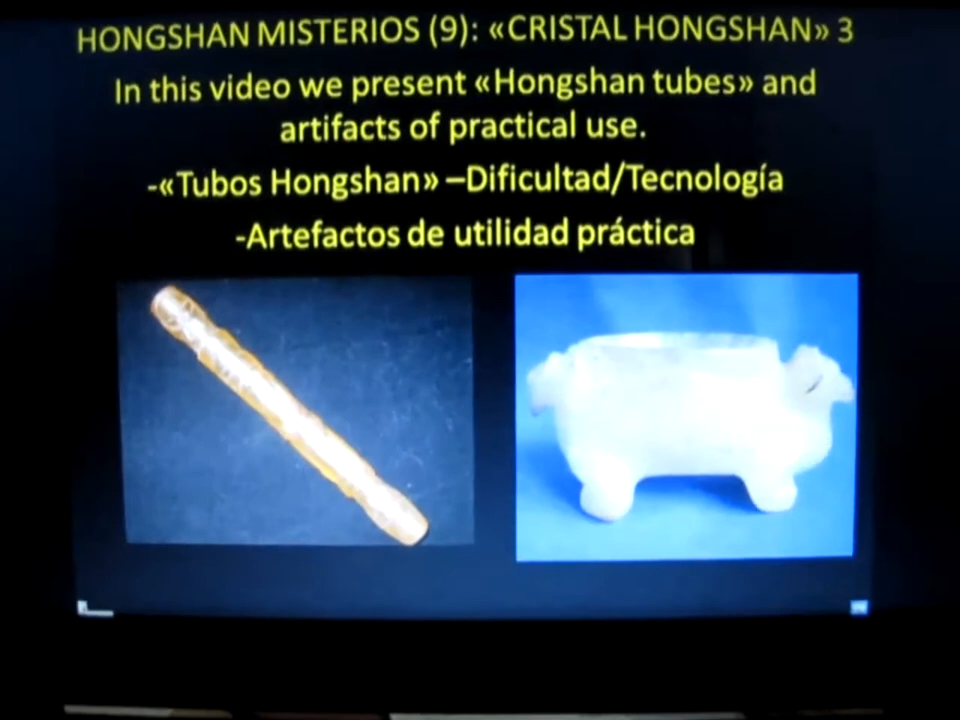 HONGSHAN MISTERIOS (9): «CRISTAL HONGSHAN» 3
In this video we present «Hongshan tubes» and
artifacts of practical use.
-«Tubos Hongshan» –Dificultad/Tecnología
-Artefactos de utilidad práctica